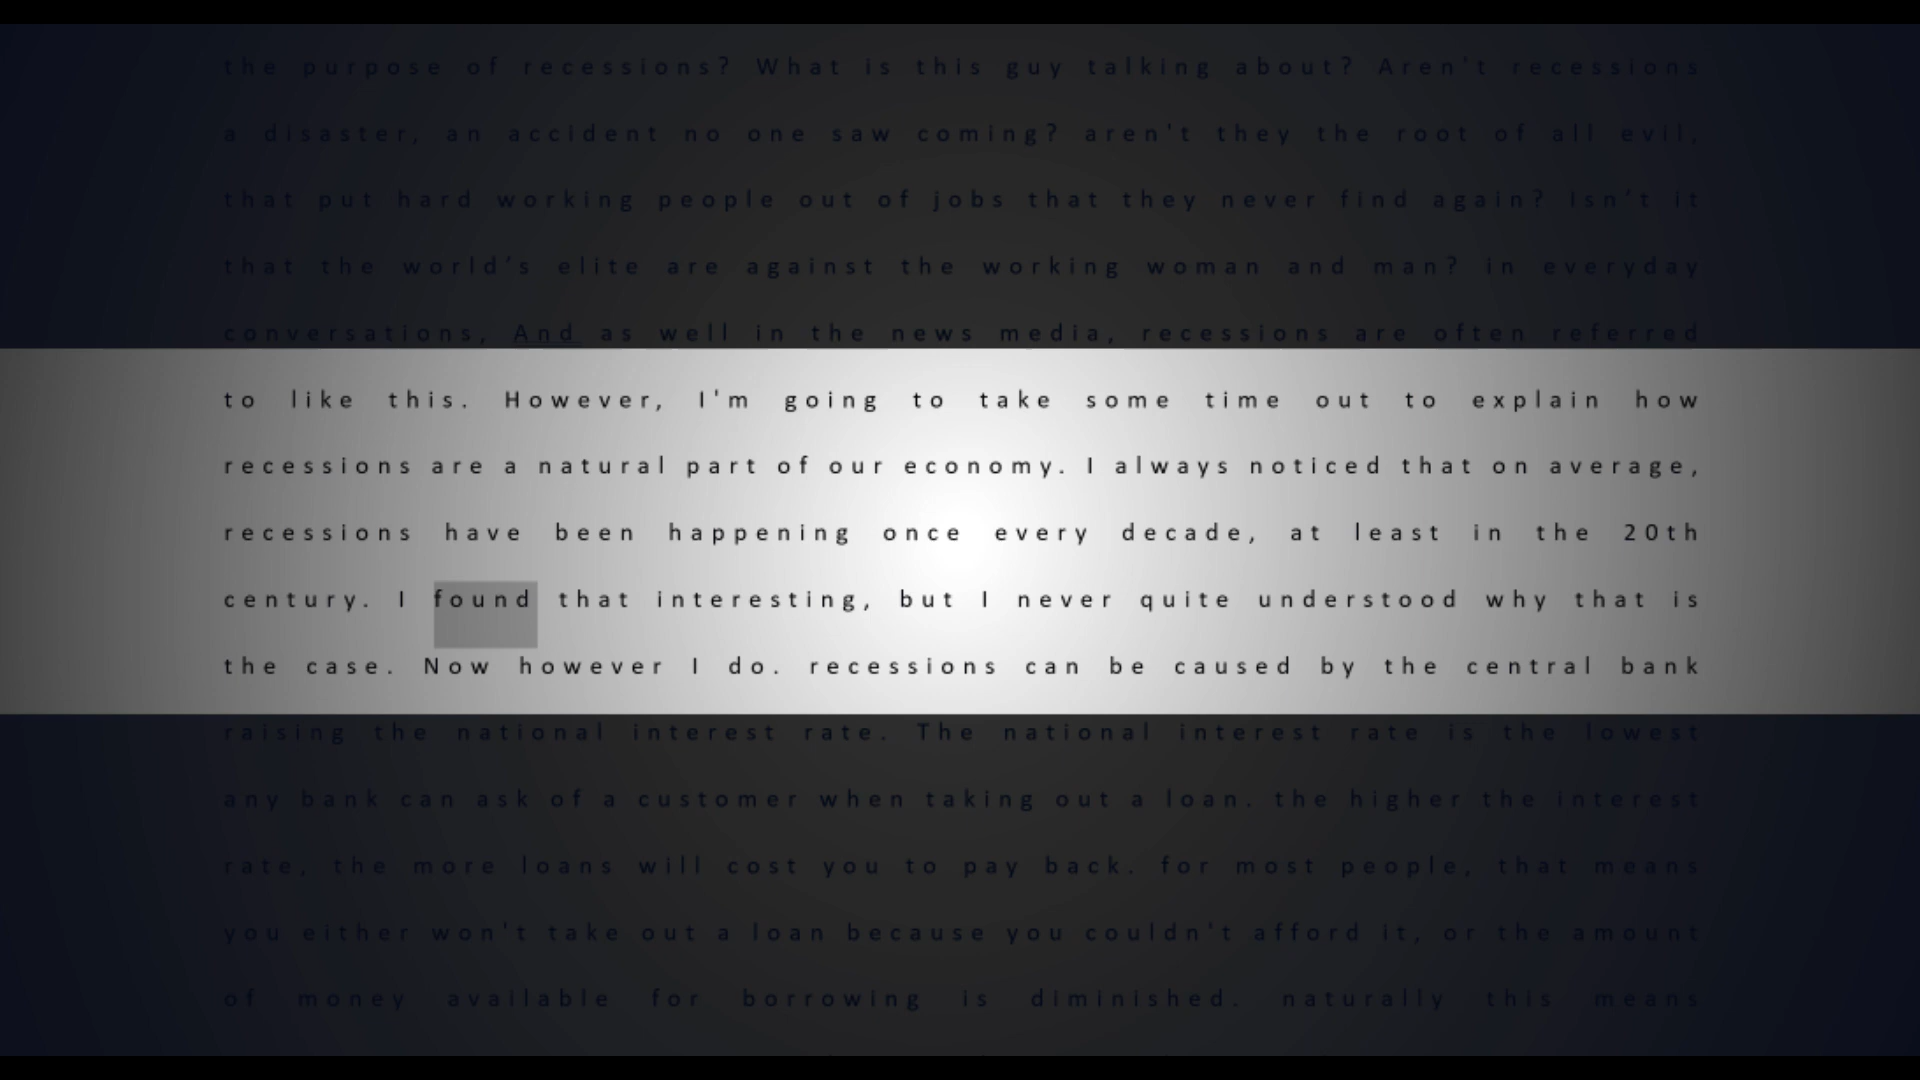 the purpose of recessions? What is this guy talking about? Aren't recessions
a disaster, an accident no one saw coming? aren't they the root of all evil,
that put hard working people out of jobs that they never find again? Isn't it
that the world's elite are against the working woman and man? in everyday
conversations, And as well in the news media, recessions are often referred
to like this. However, I'm going to take some time out to explain how
recessions are a natural part of our economy. I always noticed that on average,
recessions have been happening once every decade, at least in the 20th
century. I found that interesting, but I never quite understood why that is
the case. Now however I do. recessions can be caused by the central bank
raising the national interest rate. The national interest rate is the lowest
any bank can ask of a customer when taking out a loan. the higher the interest
rate, the more loans will cost you to pay back. for most people, that means
you either won't take out a loan because you couldn't afford it, or the amount
of money available for borrowing is diminished. naturally this means